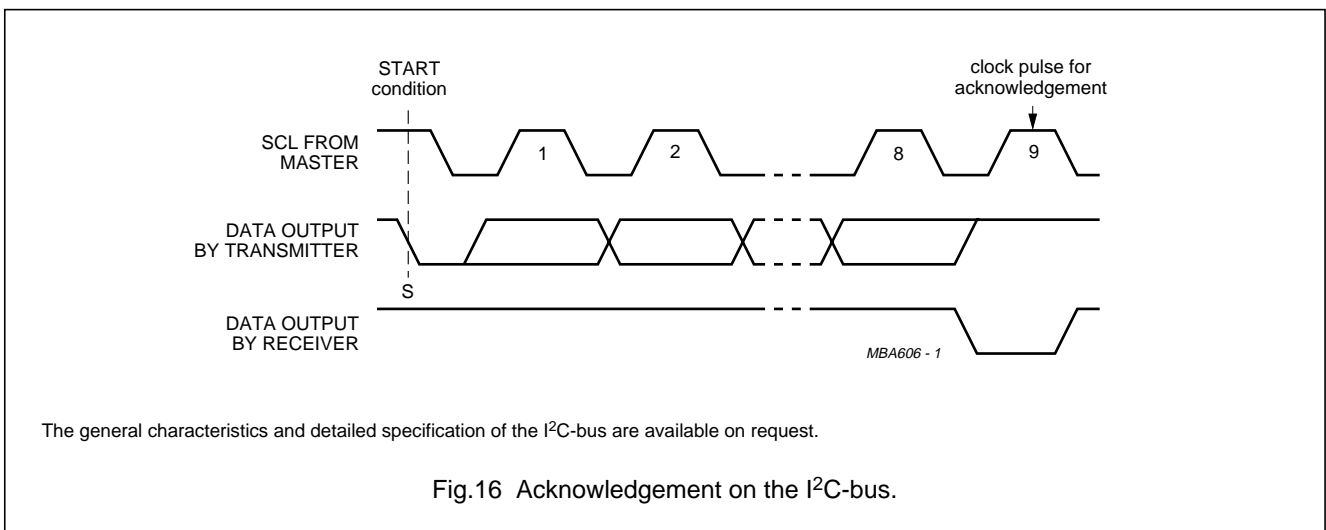 START
condition
clock pulse for
acknowledgement
SCL FROM
MASTER
1
2
8
9
DATA OUTPUT
BY TRANSMITTER
S
DATA OUTPUT
BY RECEIVER
MBA606 - 1
The general characteristics and detailed specification of the I²C-bus are available on request.
Fig.16 Acknowledgement on the I²C-bus.